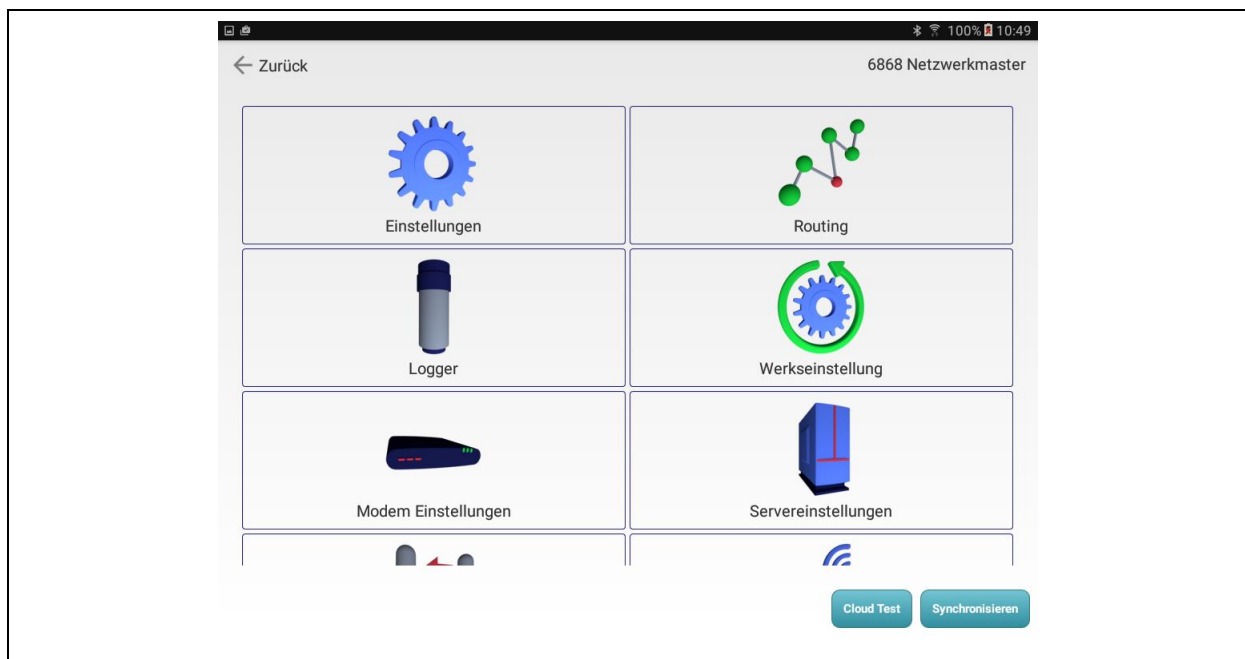 100% 10:49
Zurück
6868 Netzwerkmaster
Einstellungen
Routing
Logger
Werkseinstellung
Modem Einstellungen
Servereinstellungen
Cloud Test
Synchronisieren